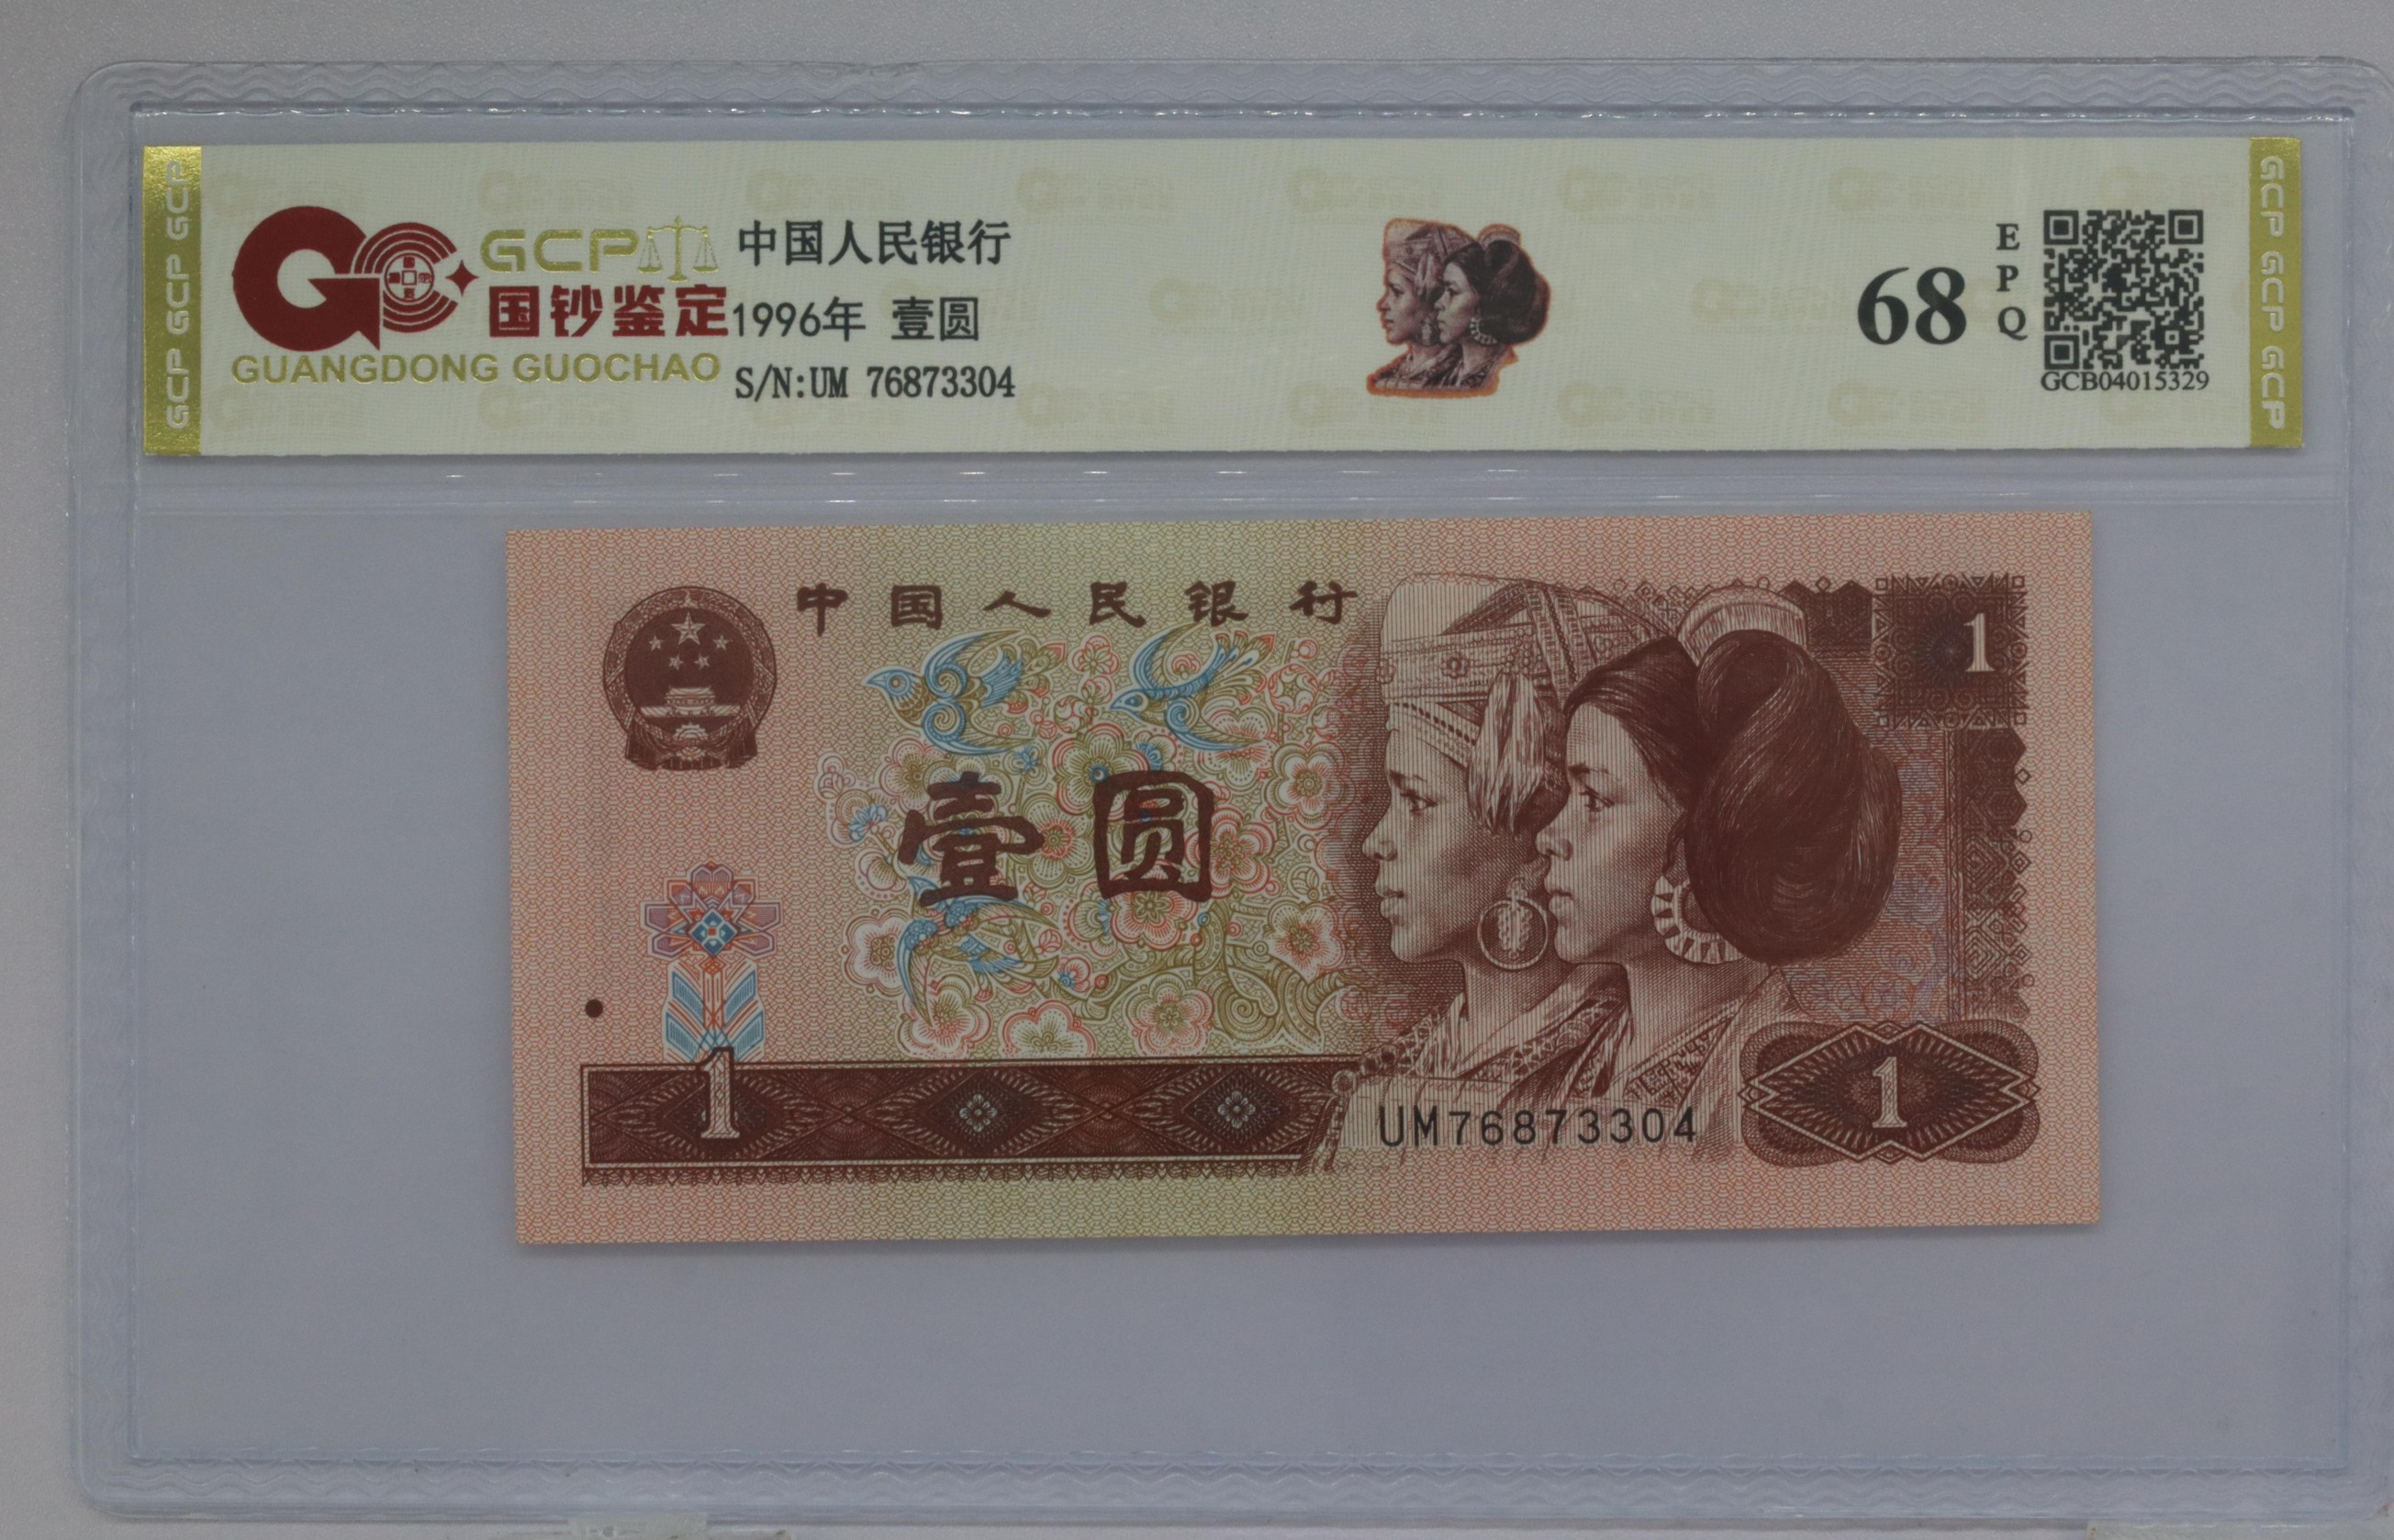 GCP GCP GCP
GCP
国钞鉴定
GUANGDONG GUOCHAO
中国人民银行
1996年 壹圆
S/N:UM 76873304
68
EPQ
GCB04015329
GCP GCP GCP
中国人民银行
1
壹圆
1
UM76873304
1